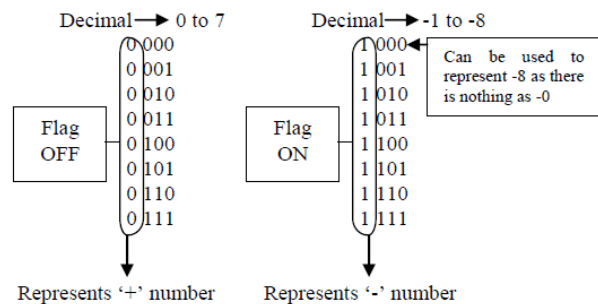 Decimal 0 to 7
0 000
0 001
0 010
0 011
0 100
0 101
0 110
0 111
Flag
OFF
Represents ‘+’ number
Decimal -1 to -8
1 000
1 001
1 010
1 011
1 100
1 101
1 110
1 111
Flag
ON
Represents ‘-’ number
Can be used to
represent -8 as there
is nothing as -0